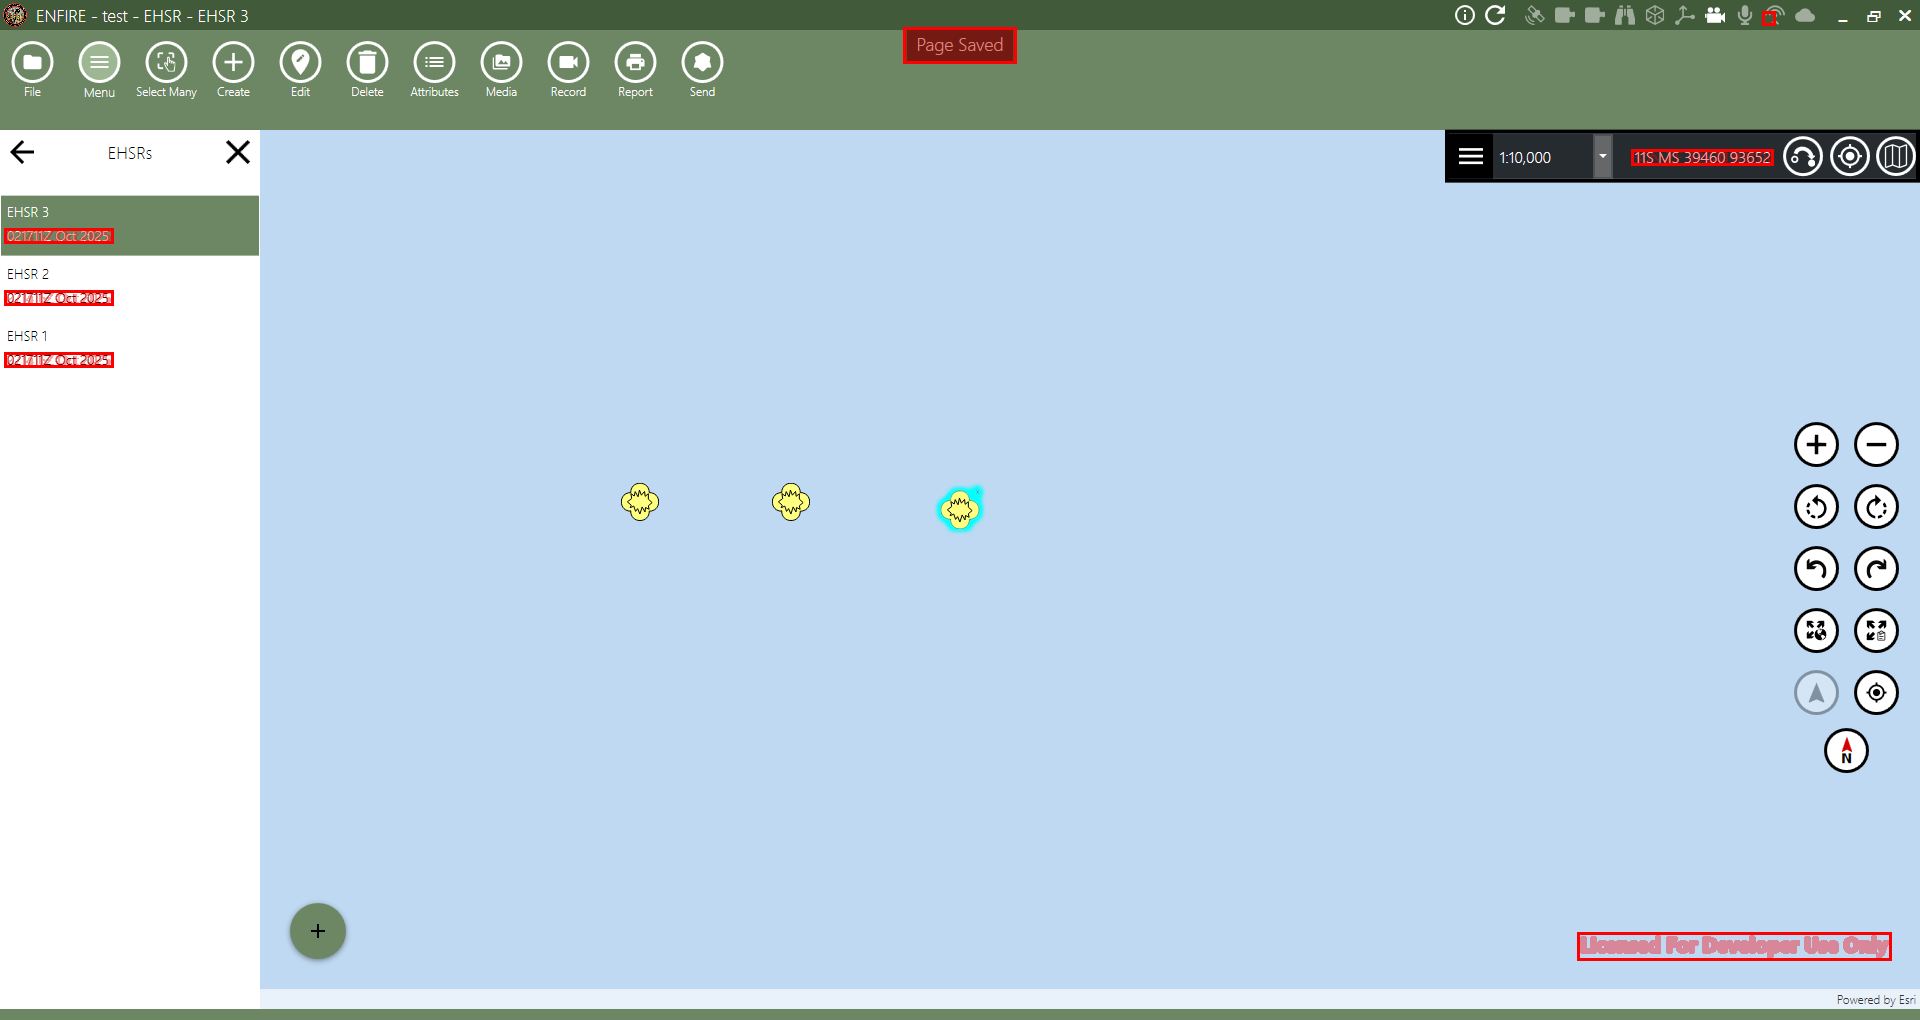 ENFIRE - test - EHSR - EHSR 3
Page Saved
File
Menu
Select Many
Create
Edit
Delete
Attributes
Media
Record
Report
Send
EHSRs
1:10,000
11S MS 39460 93652
EHSR 3
021711Z Oct 2025
EHSR 2
021711Z Oct 2025
EHSR 1
021711Z Oct 2025
N
Licensed For Developer Use Only
Powered by Esri